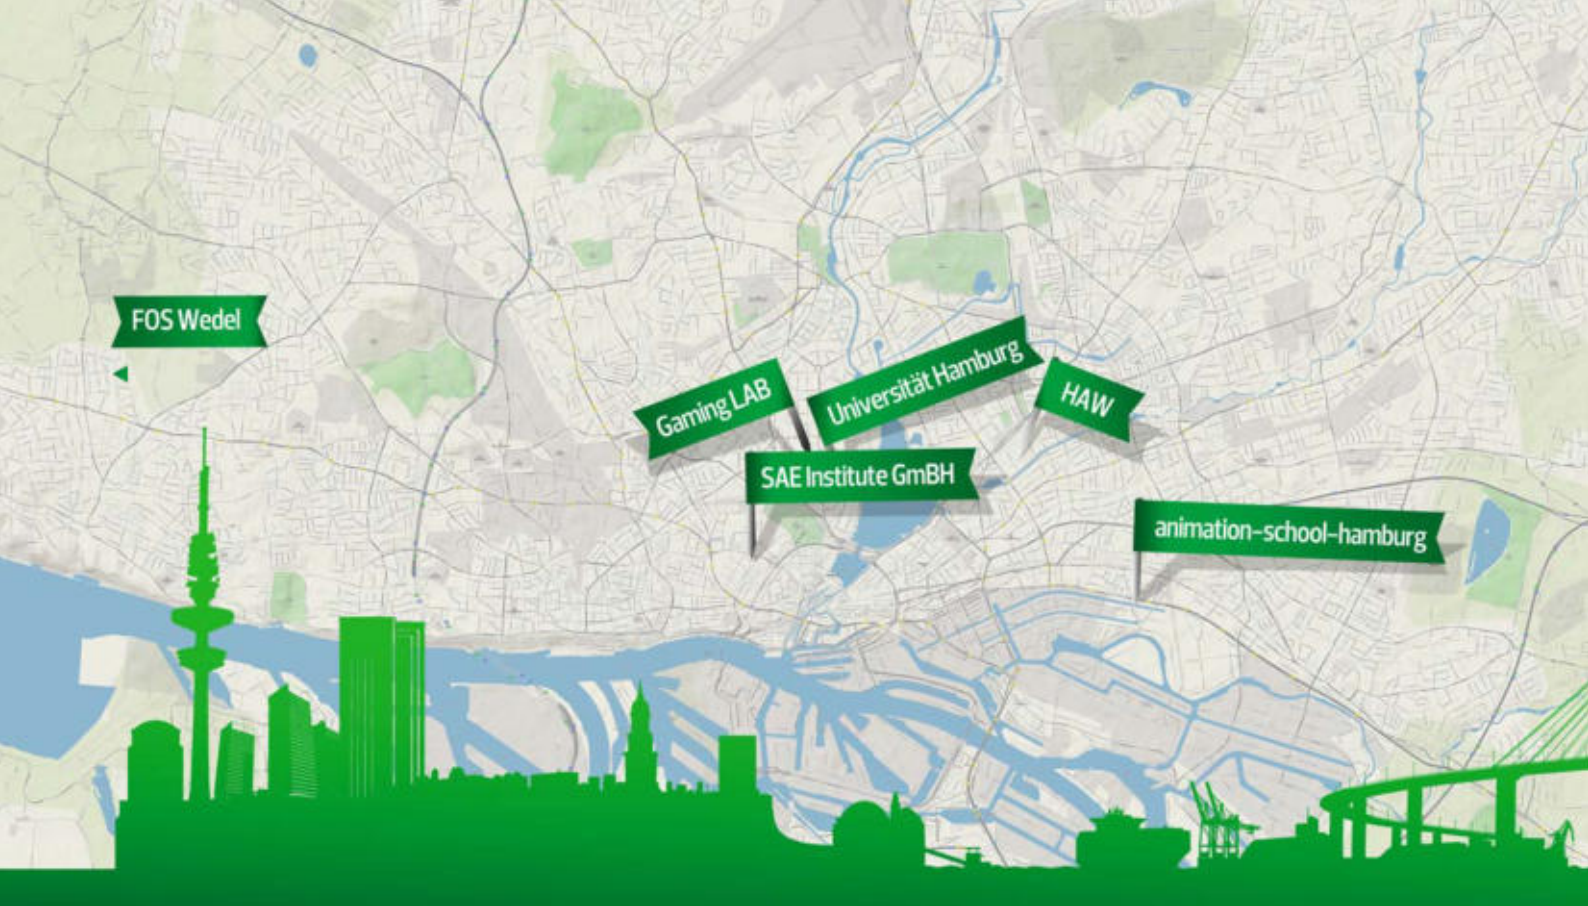 FOS Wedel
Gaming LAB
Universität Hamburg
HAW
SAE Institute GmBH
animation-school-hamburg